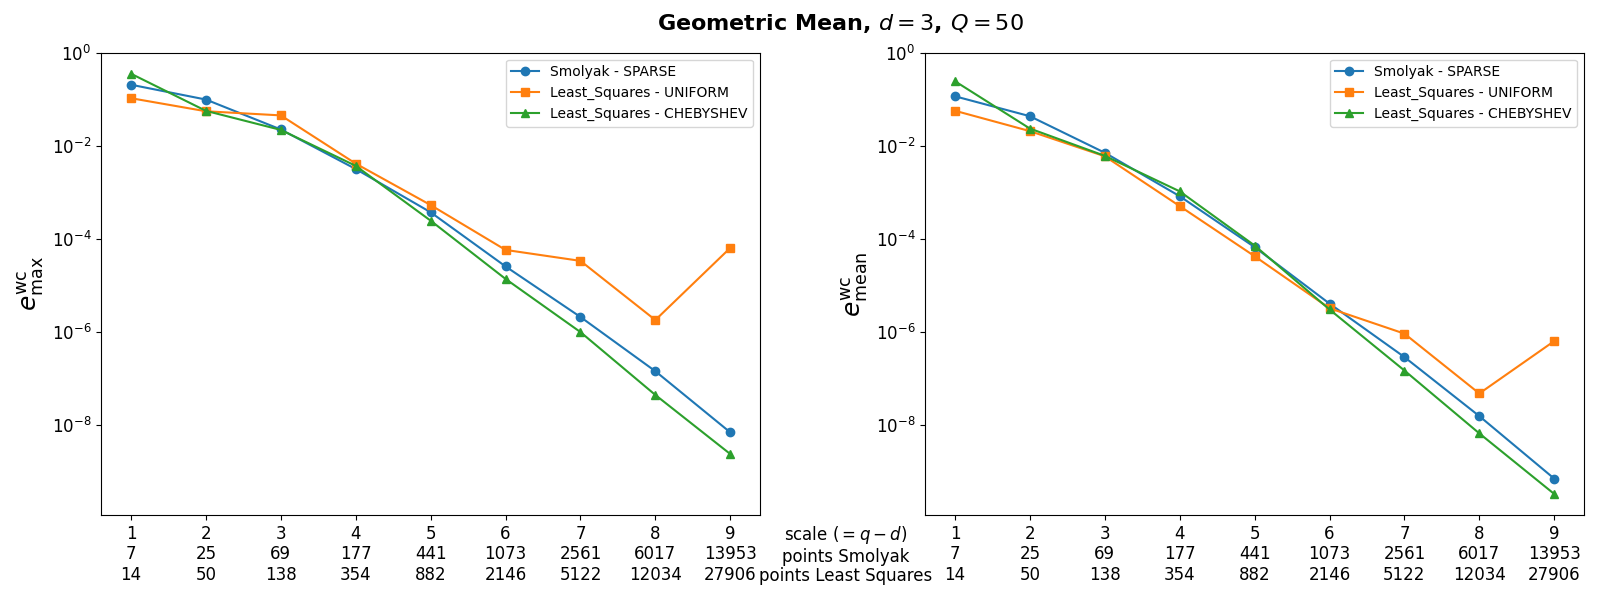 Geometric Mean, d = 3, Q = 50
10^0
10^-2
10^-4
10^-6
10^-8
e^wc_max
Smolyak - SPARSE
Least_Squares - UNIFORM
Least_Squares - CHEBYSHEV
1 2 3 4 5 6 7 8 9
7 25 69 177 441 1073 2561 6017 13953
14 50 138 354 882 2146 5122 12034 27906
scale (= q − d)
points Smolyak
points Least Squares
10^0
10^-2
10^-4
10^-6
10^-8
e^wc_mean
Smolyak - SPARSE
Least_Squares - UNIFORM
Least_Squares - CHEBYSHEV
1 2 3 4 5 6 7 8 9
7 25 69 177 441 1073 2561 6017 13953
14 50 138 354 882 2146 5122 12034 27906